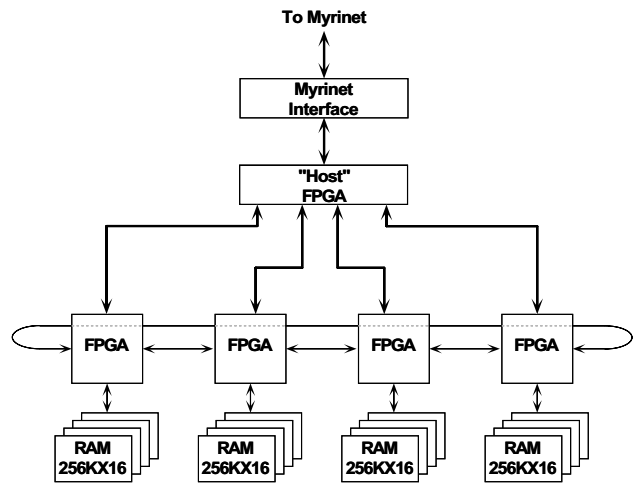 To Myrinet
Myrinet
Interface
"Host"
FPGA
FPGA
FPGA
FPGA
FPGA
RAM
256KX16
RAM
256KX16
RAM
256KX16
RAM
256KX16